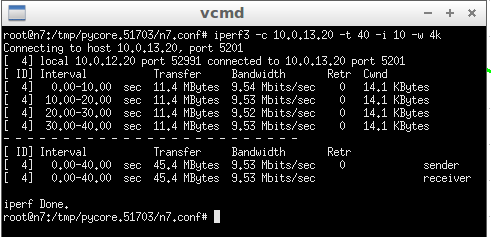 vcmd
root@n7:/tmp/pycore.51703/n7.conf# iperf3 -c 10.0.13.20 -t 40 -i 10 -w 4k
Connecting to host 10.0.13.20, port 5201
[  4] local 10.0.12.20 port 52991 connected to 10.0.13.20 port 5201
[ ID] Interval           Transfer     Bandwidth       Retr  Cwnd
[  4]   0.00-10.00  sec  11.4 MBytes  9.54 Mbits/sec    0   14.1 KBytes
[  4]  10.00-20.00  sec  11.4 MBytes  9.53 Mbits/sec    0   14.1 KBytes
[  4]  20.00-30.00  sec  11.4 MBytes  9.53 Mbits/sec    0   14.1 KBytes
[  4]  30.00-40.00  sec  11.4 MBytes  9.53 Mbits/sec    0   14.1 KBytes
- - - - - - - - - - - - - - - - - - - - - - - - -
[ ID] Interval           Transfer     Bandwidth       Retr
[  4]   0.00-40.00  sec  45.4 MBytes  9.53 Mbits/sec    0             sender
[  4]   0.00-40.00  sec  45.4 MBytes  9.53 Mbits/sec                  receiver
iperf Done.
root@n7:/tmp/pycore.51703/n7.conf#